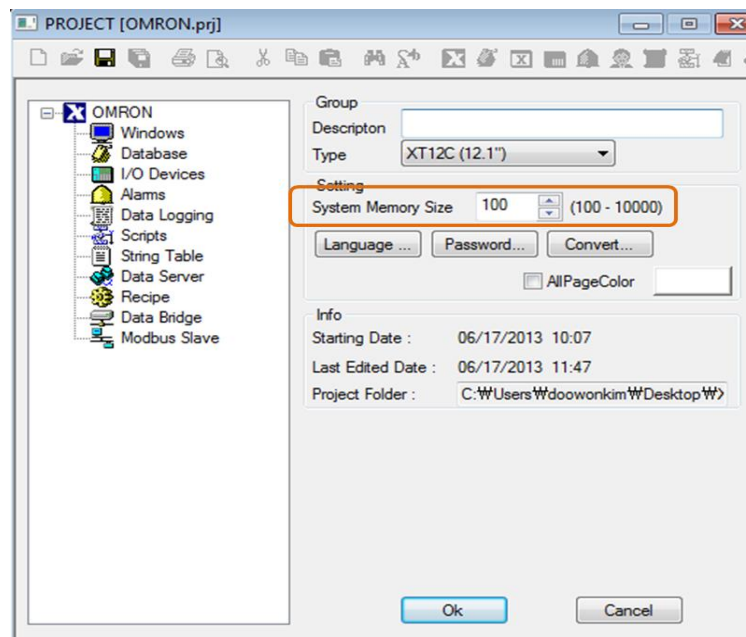 PROJECT [OMRON.prj]
OMRON
Windows
Database
I/O Devices
Alarms
Data Logging
Scripts
String Table
Data Server
Recipe
Data Bridge
Modbus Slave
Group
Descripton
Type XT12C (12.1")
Setting
System Memory Size 100 (100 - 10000)
Language ... Password... Convert...
AllPageColor
Info
Starting Date : 06/17/2013 10:07
Last Edited Date : 06/17/2013 11:47
Project Folder : C:₩Users₩doowonkim₩Desktop₩X
Ok Cancel